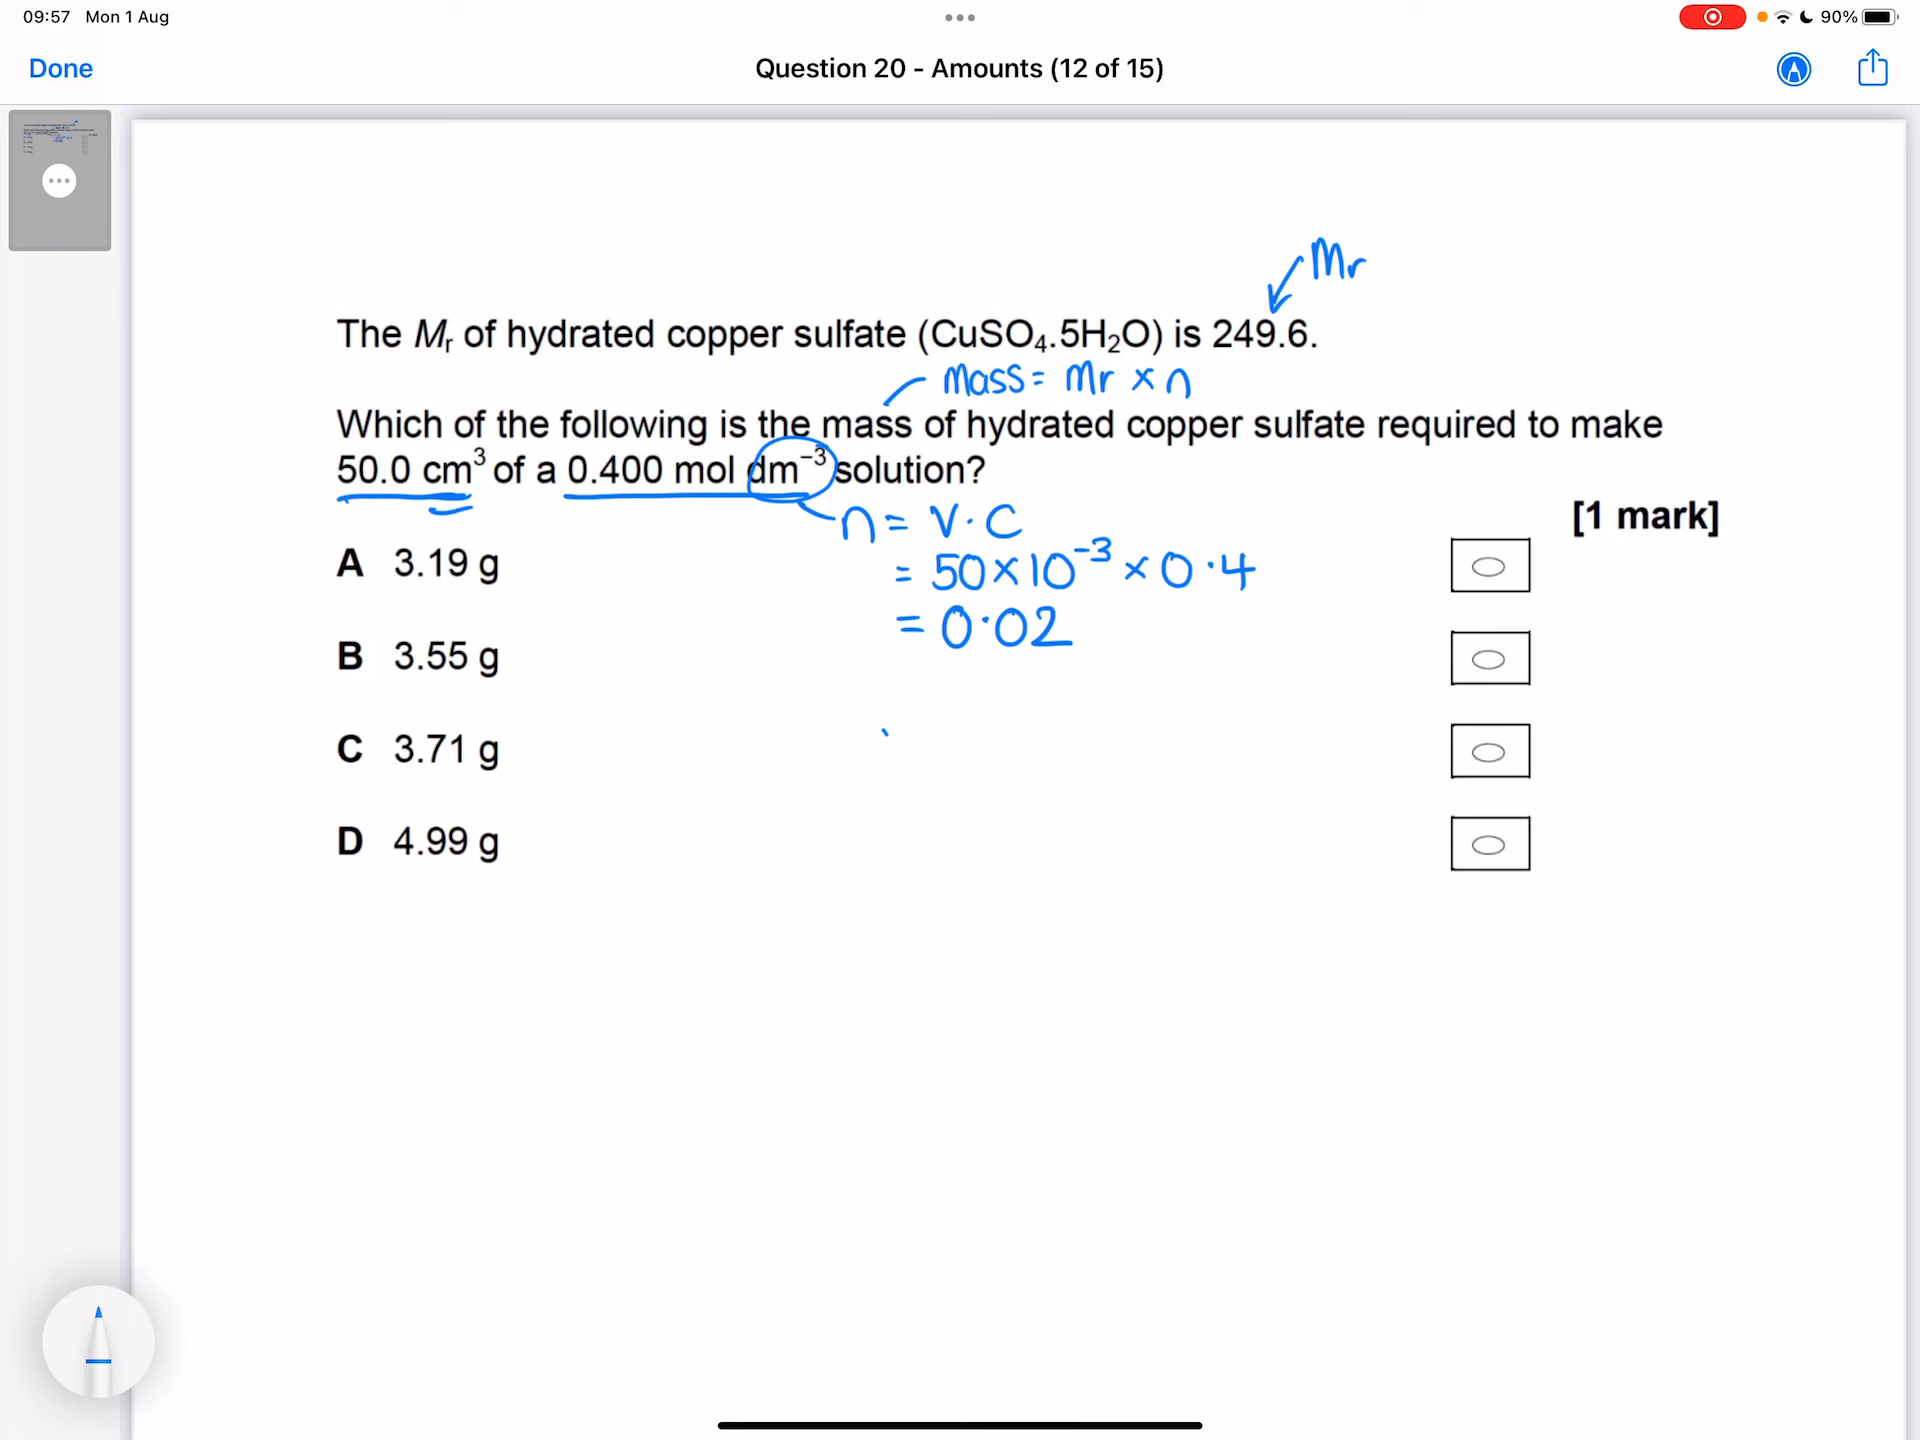 09:57 Mon 1 Aug
90%
Done
Question 20 - Amounts (12 of 15)
Mr
The Mᵣ of hydrated copper sulfate (CuSO₄.5H₂O) is 249.6.
Mass = Mr × n
Which of the following is the mass of hydrated copper sulfate required to make
50.0 cm³ of a 0.400 mol dm⁻³ solution?
[1 mark]
n = V·C
A 3.19 g
= 50×10⁻³ × 0·4
= 0·02
B 3.55 g
C 3.71 g
D 4.99 g